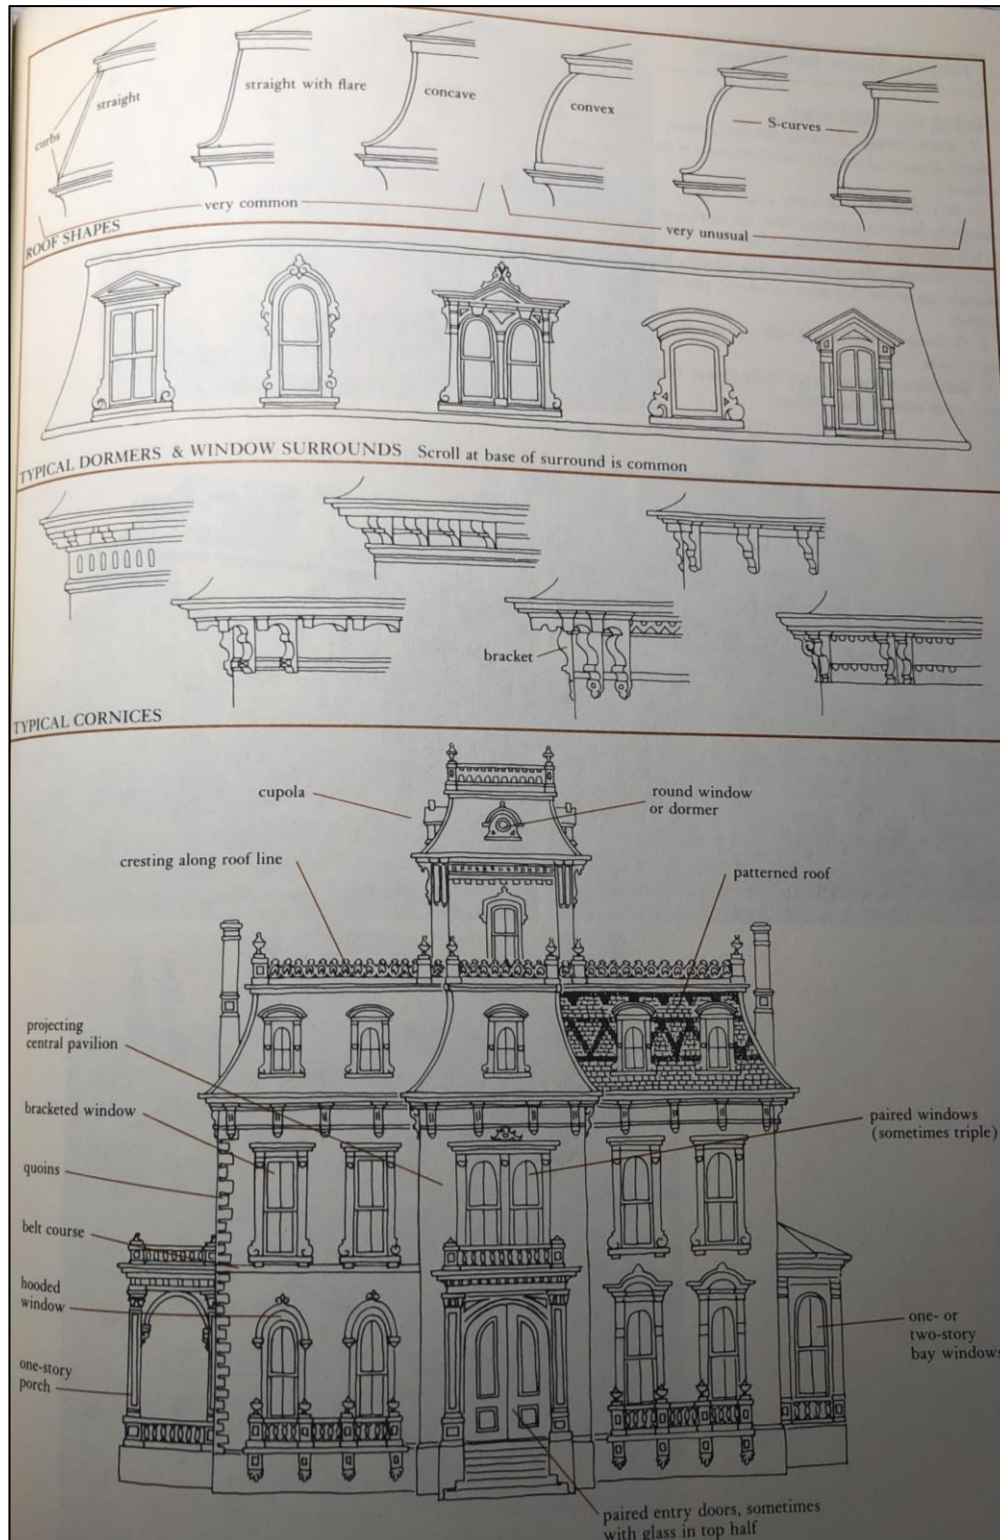 straight
straight with flare
concave
convex
S-curves
curbs
very common
very unusual
ROOF SHAPES
TYPICAL DORMERS & WINDOW SURROUNDS Scroll at base of surround is common
bracket
TYPICAL CORNICES
cupola
round window
or dormer
cresting along roof line
patterned roof
projecting
central pavilion
bracketed window
paired windows
(sometimes triple)
quoins
belt course
hooded
window
one- or
two-story
bay windows
one-story
porch
paired entry doors, sometimes
with glass in top half